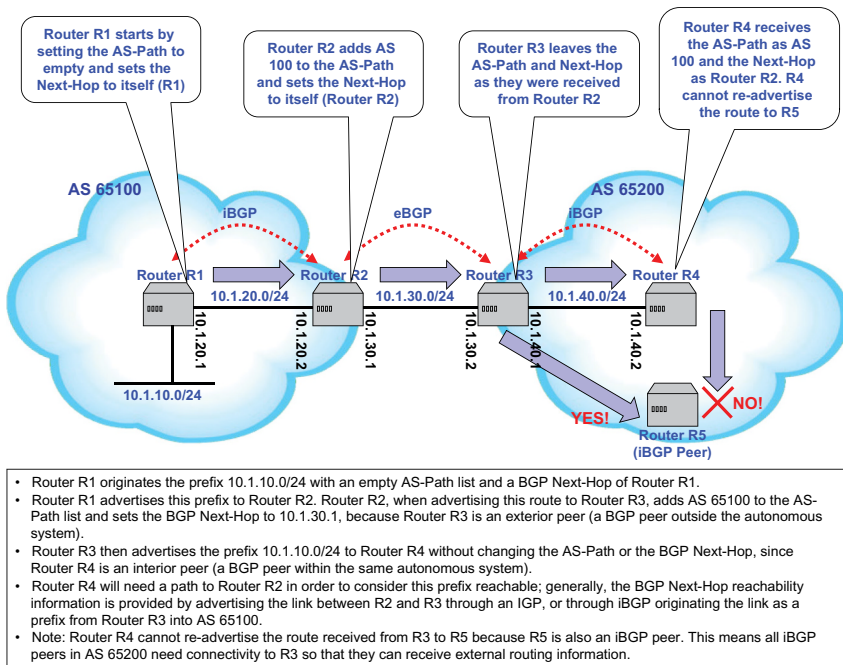 Router R1 starts by
setting the AS-Path to
empty and sets the
Next-Hop to itself (R1)
Router R2 adds AS
100 to the AS-Path
and sets the Next-Hop
to itself (Router R2)
Router R3 leaves the
AS-Path and Next-Hop
as they were received
from Router R2
Router R4 receives
the AS-Path as AS
100 and the Next-Hop
as Router R2. R4
cannot re-advertise
the route to R5
AS 65100
AS 65200
iBGP
eBGP
iBGP
Router R1
Router R2
Router R3
Router R4
10.1.20.0/24
10.1.30.0/24
10.1.40.0/24
10.1.20.1
10.1.20.2
10.1.30.1
10.1.30.2
10.1.40.1
10.1.40.2
10.1.10.0/24
YES!
NO!
Router R5
(iBGP Peer)
• Router R1 originates the prefix 10.1.10.0/24 with an empty AS-Path list and a BGP Next-Hop of Router R1.
• Router R1 advertises this prefix to Router R2. Router R2, when advertising this route to Router R3, adds AS 65100 to the AS-
Path list and sets the BGP Next-Hop to 10.1.30.1, because Router R3 is an exterior peer (a BGP peer outside the autonomous
system).
• Router R3 then advertises the prefix 10.1.10.0/24 to Router R4 without changing the AS-Path or the BGP Next-Hop, since
Router R4 is an interior peer (a BGP peer within the same autonomous system).
• Router R4 will need a path to Router R2 in order to consider this prefix reachable; generally, the BGP Next-Hop reachability
information is provided by advertising the link between R2 and R3 through an IGP, or through iBGP originating the link as a
prefix from Router R3 into AS 65100.
• Note: Router R4 cannot re-advertise the route received from R3 to R5 because R5 is also an iBGP peer. This means all iBGP
peers in AS 65200 need connectivity to R3 so that they can receive external routing information.